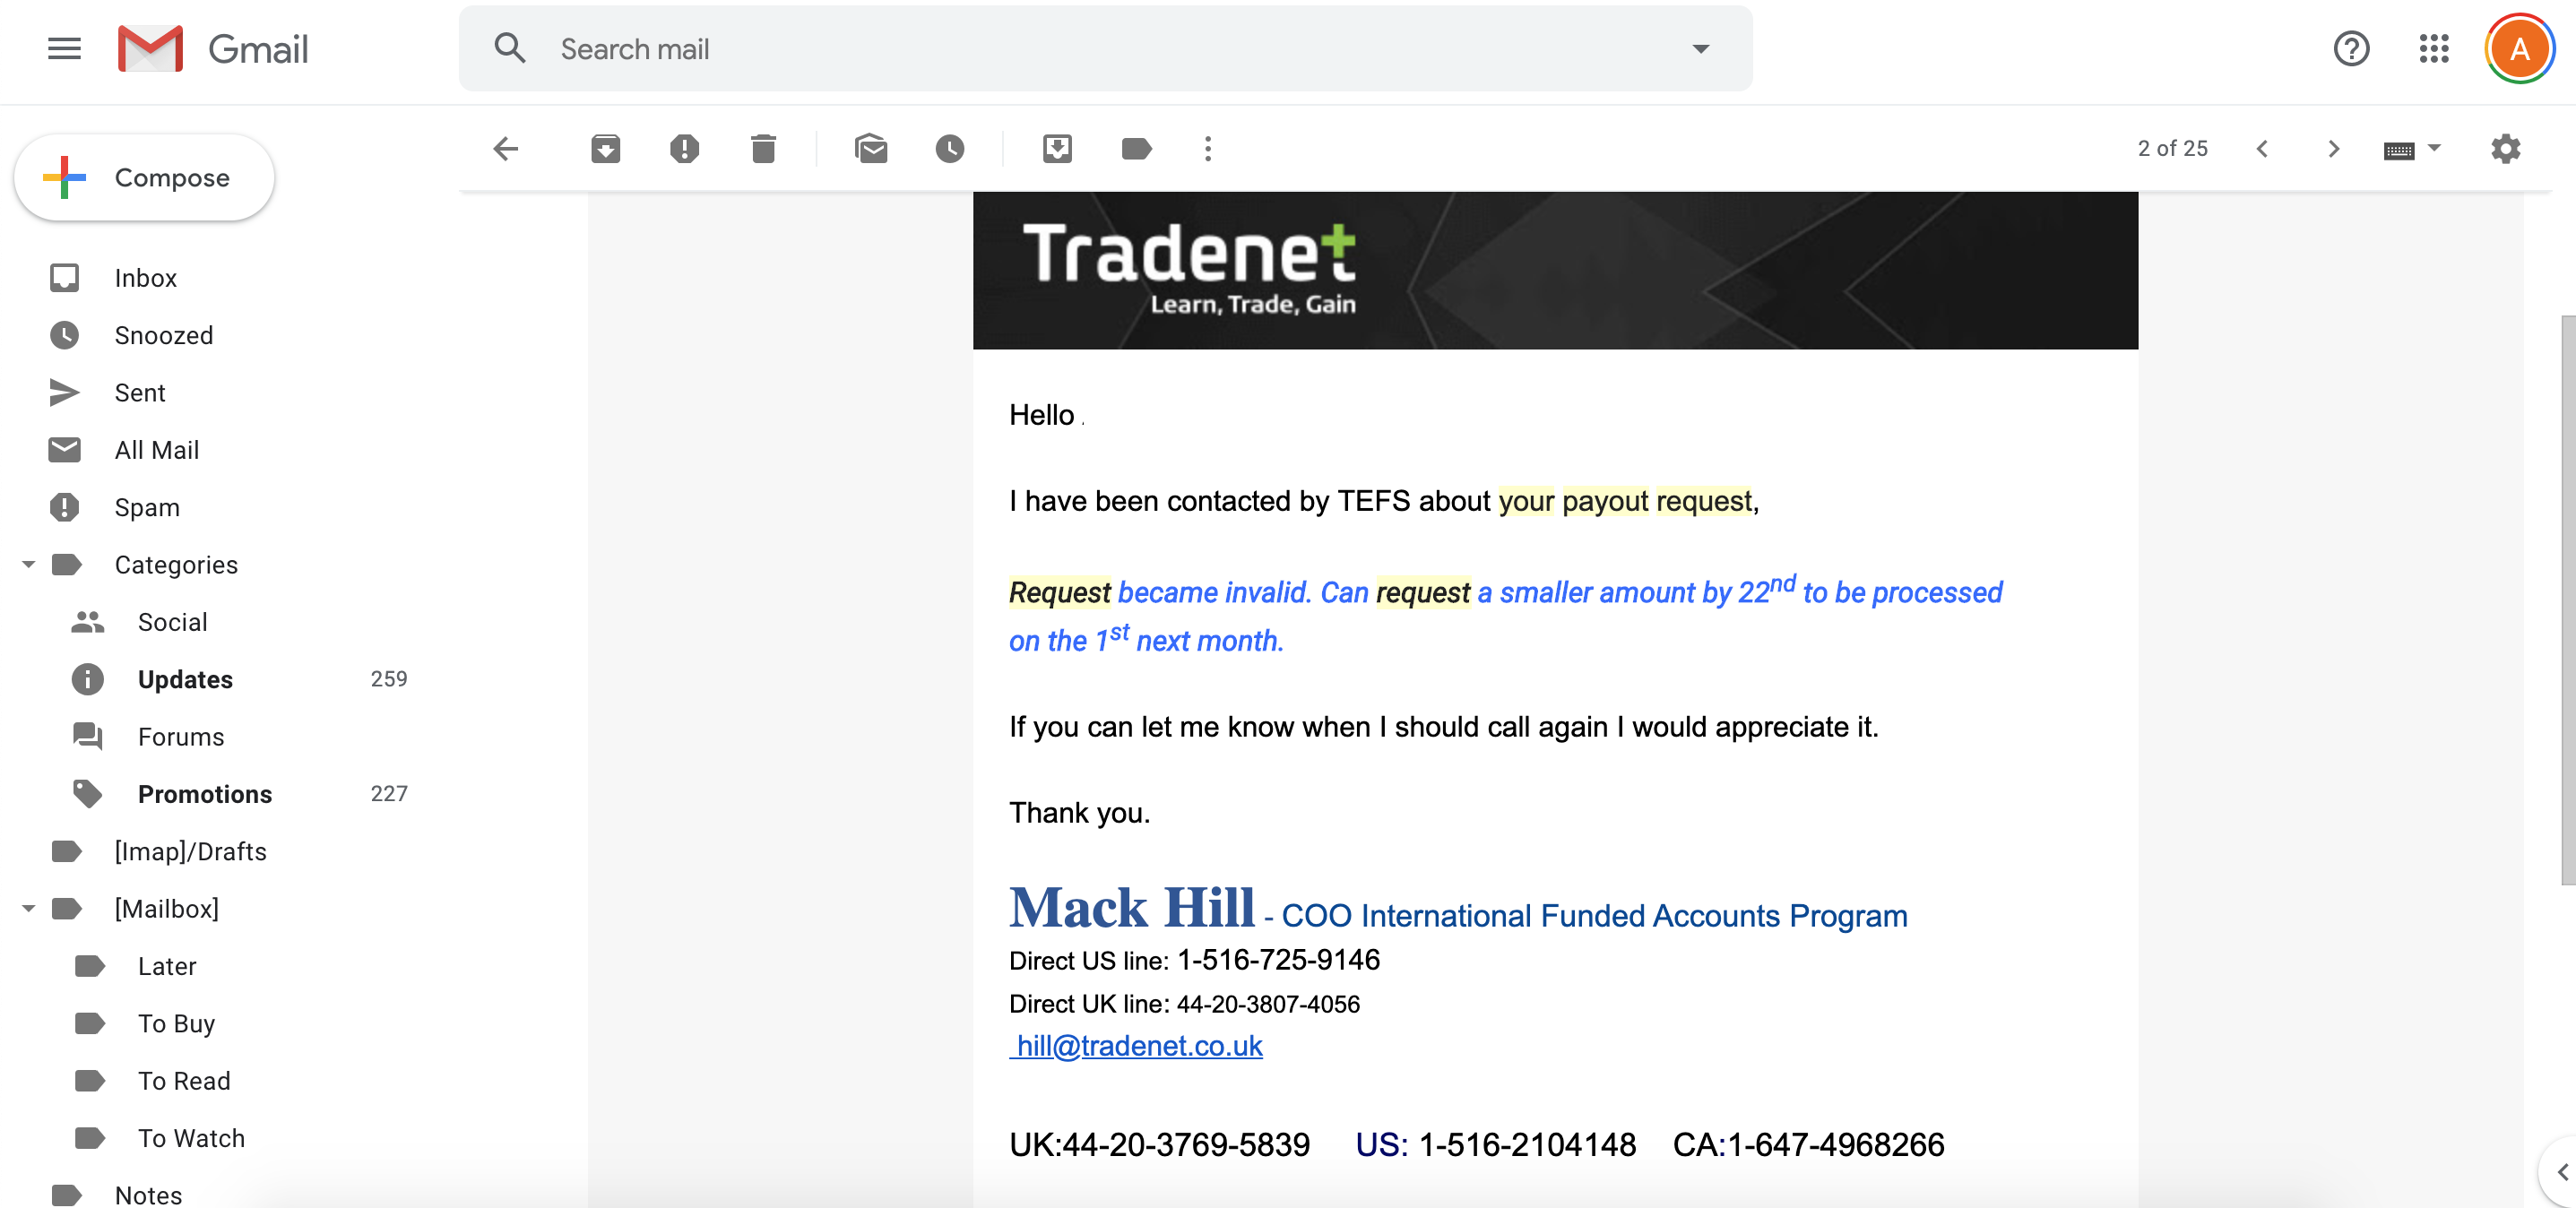 Gmail
Search mail
A
Compose
2 of 25
Inbox
Snoozed
Sent
All Mail
Spam
Categories
Social
Updates 259
Forums
Promotions 227
[Imap]/Drafts
[Mailbox]
Later
To Buy
To Read
To Watch
Notes
Tradenet
Learn, Trade, Gain
Hello
I have been contacted by TEFS about your payout request,
Request became invalid. Can request a smaller amount by 22nd to be processed
on the 1st next month.
If you can let me know when I should call again I would appreciate it.
Thank you.
Mack Hill - COO International Funded Accounts Program
Direct US line: 1-516-725-9146
Direct UK line: 44-20-3807-4056
hill@tradenet.co.uk
UK:44-20-3769-5839 US: 1-516-2104148 CA:1-647-4968266